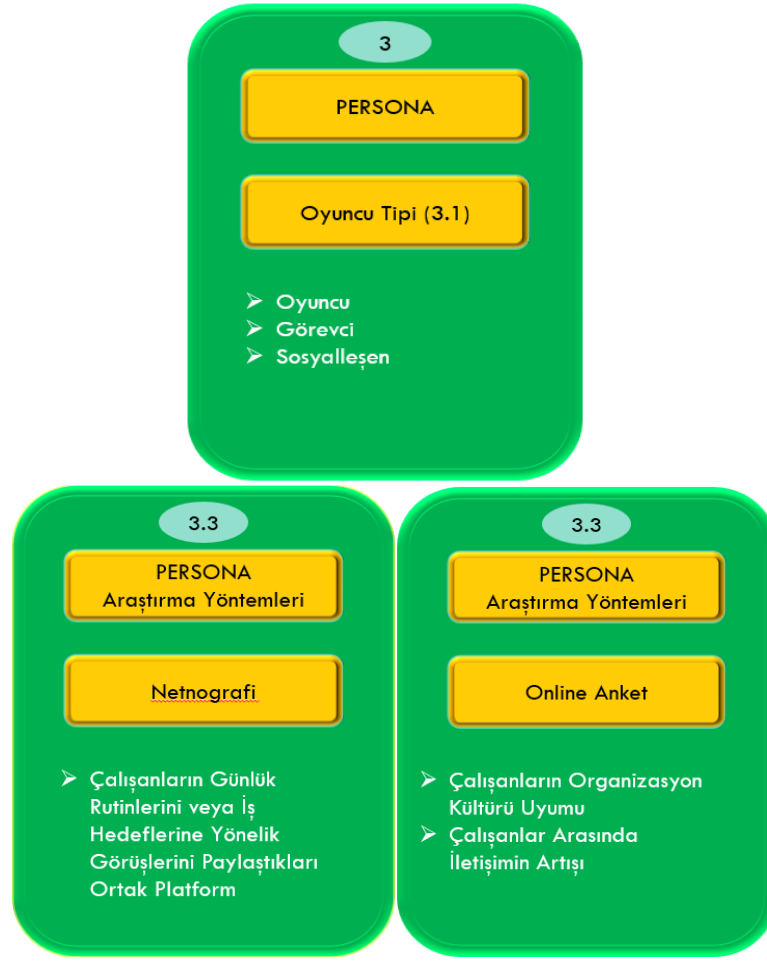 3
PERSONA
Oyuncu Tipi (3.1)
➢ Oyuncu
➢ Görevci
➢ Sosyalleşen
3.3
PERSONA
Araştırma Yöntemleri
Netnografi
➢ Çalışanların Günlük
Rutinlerini veya İş
Hedeflerine Yönelik
Görüşlerini Paylaştıkları
Ortak Platform
3.3
PERSONA
Araştırma Yöntemleri
Online Anket
➢ Çalışanların Organizasyon
Kültürü Uyumu
➢ Çalışanlar Arasında
İletişimin Artışı